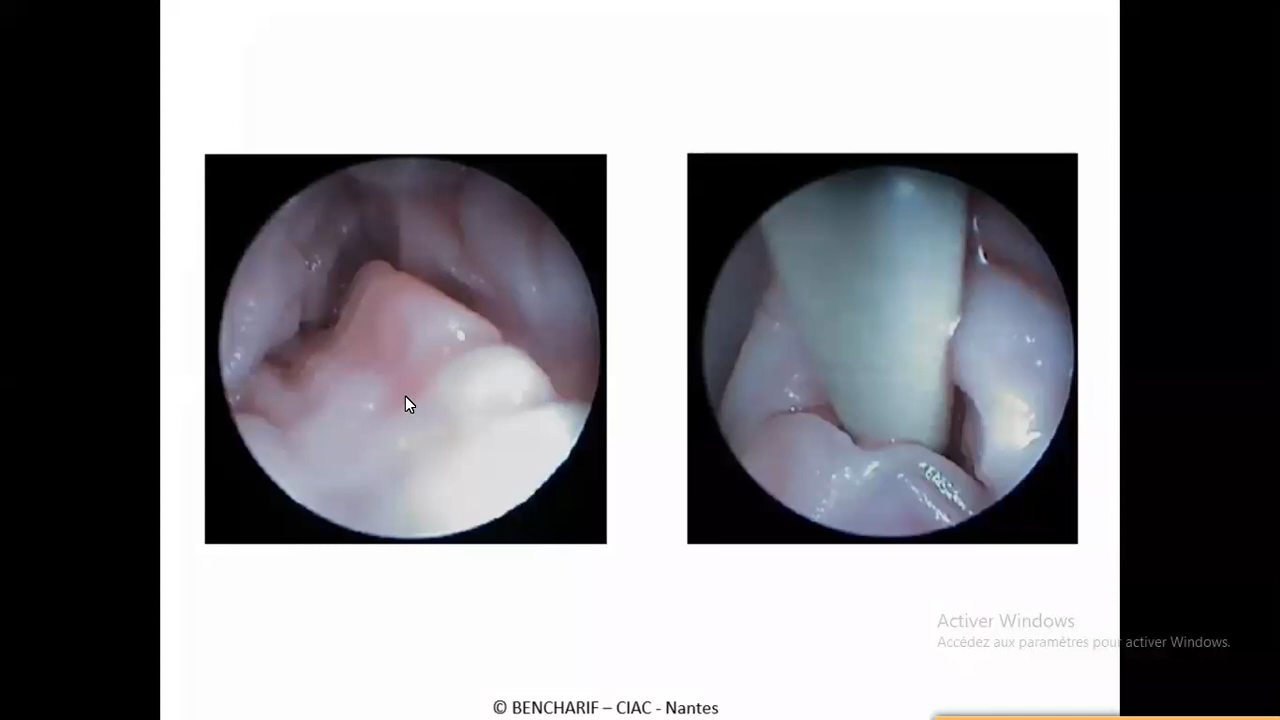 Activer Windows
Accédez aux paramètres pour activer Windows.
© BENCHARIF – CIAC - Nantes